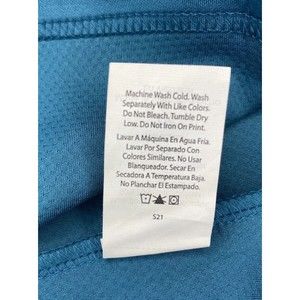 Machine Wash Cold. Wash
Separately With Like Colors.
Do Not Bleach. Tumble Dry
Low. Do Not Iron On Print.
Lavar A Máquina En Agua Fría.
Lavar Por Separado Con
Colores Similares. No Usar
Blanqueador. Secar En
Secadora A Temperatura Baja.
No Planchar El Estampado.
S21